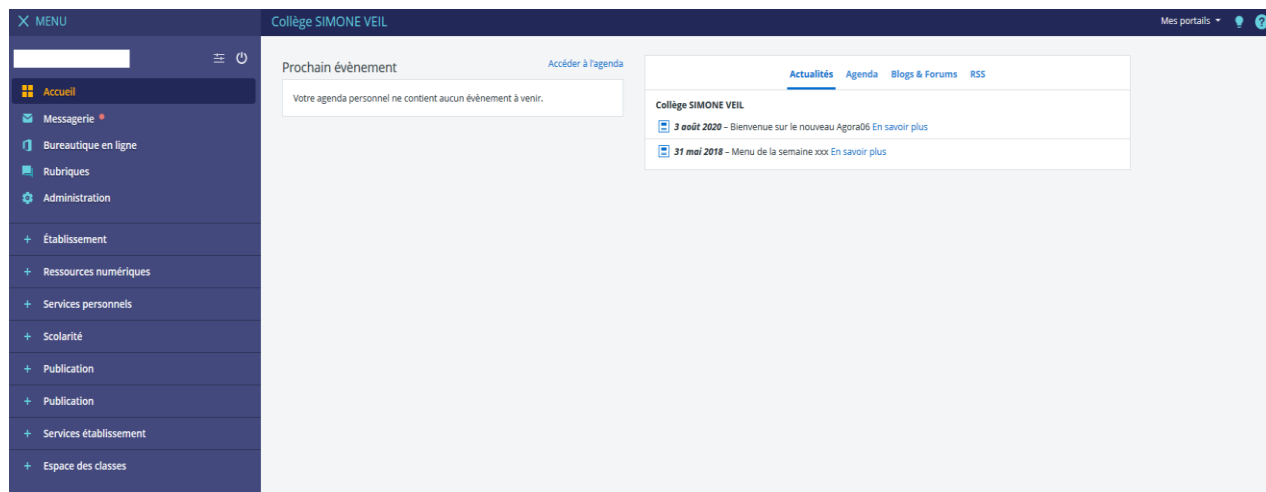 MENU
Collège SIMONE VEIL
Mes portails
?
Accueil
Messagerie
Bureautique en ligne
Rubriques
Administration
+ Établissement
+ Ressources numériques
+ Services personnels
+ Scolarité
+ Publication
+ Publication
+ Services établissement
+ Espace des classes
Prochain évènement
Accéder à l'agenda
Votre agenda personnel ne contient aucun évènement à venir.
Actualités Agenda Blogs & Forums RSS
Collège SIMONE VEIL
3 août 2020 – Bienvenue sur le nouveau Agora06 En savoir plus
31 mai 2018 – Menu de la semaine xxx En savoir plus